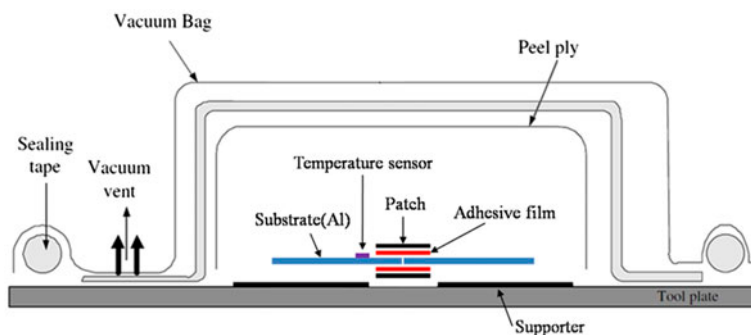 Vacuum Bag
Peel ply
Sealing
tape
Vacuum
vent
Temperature sensor
Patch
Substrate(Al)
Adhesive film
Tool plate
Supporter